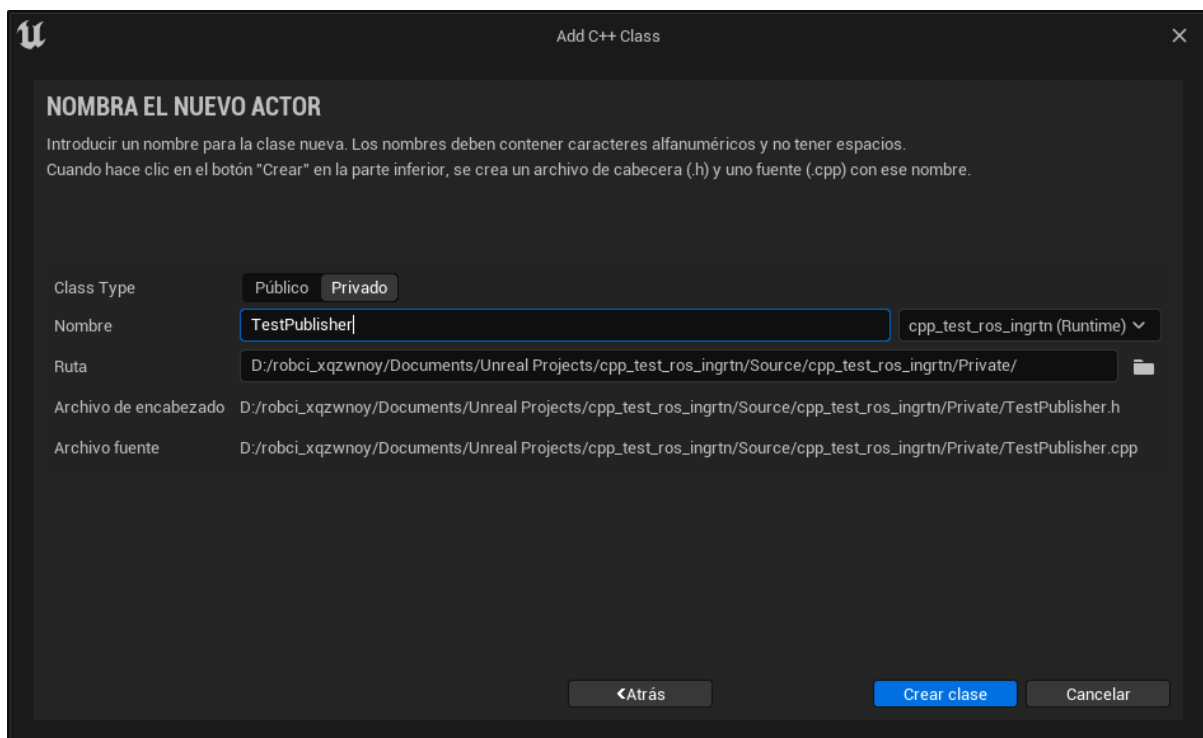 Add C++ Class
NOMBRA EL NUEVO ACTOR
Introducir un nombre para la clase nueva. Los nombres deben contener caracteres alfanuméricos y no tener espacios.
Cuando hace clic en el botón "Crear" en la parte inferior, se crea un archivo de cabecera (.h) y uno fuente (.cpp) con ese nombre.
Class Type Público Privado
Nombre TestPublisher cpp_test_ros_ingrtn (Runtime)
Ruta D:/robci_xqzwnoy/Documents/Unreal Projects/cpp_test_ros_ingrtn/Source/cpp_test_ros_ingrtn/Private/
Archivo de encabezado D:/robci_xqzwnoy/Documents/Unreal Projects/cpp_test_ros_ingrtn/Source/cpp_test_ros_ingrtn/Private/TestPublisher.h
Archivo fuente D:/robci_xqzwnoy/Documents/Unreal Projects/cpp_test_ros_ingrtn/Source/cpp_test_ros_ingrtn/Private/TestPublisher.cpp
Atrás Crear clase Cancelar